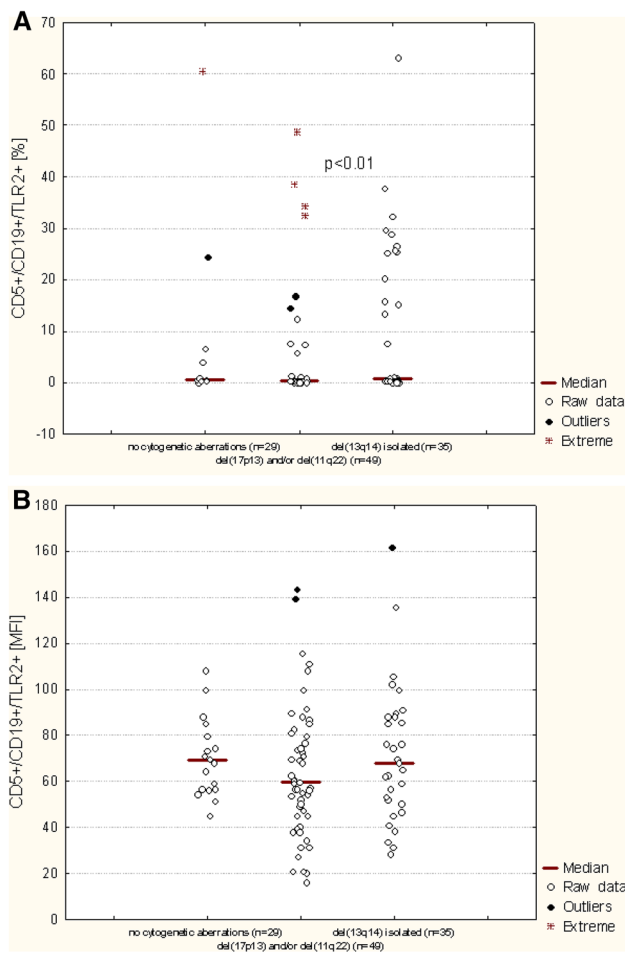 A
CD5+/CD19+/TLR2+ [%]
70
60
50
40
30
20
10
0
-10
p<0.01
no cytogenetic aberrations (n=29)
del(13q14) isolated (n=35)
del(17p13) and/or del(11q22) (n=49)
Median
Raw data
Outliers
Extreme
B
CD5+/CD19+/TLR2+ [MFI]
180
160
140
120
100
80
60
40
20
0
no cytogenetic aberrations (n=29)
del(13q14) isolated (n=35)
del(17p13) and/or del(11q22) (n=49)
Median
Raw data
Outliers
Extreme